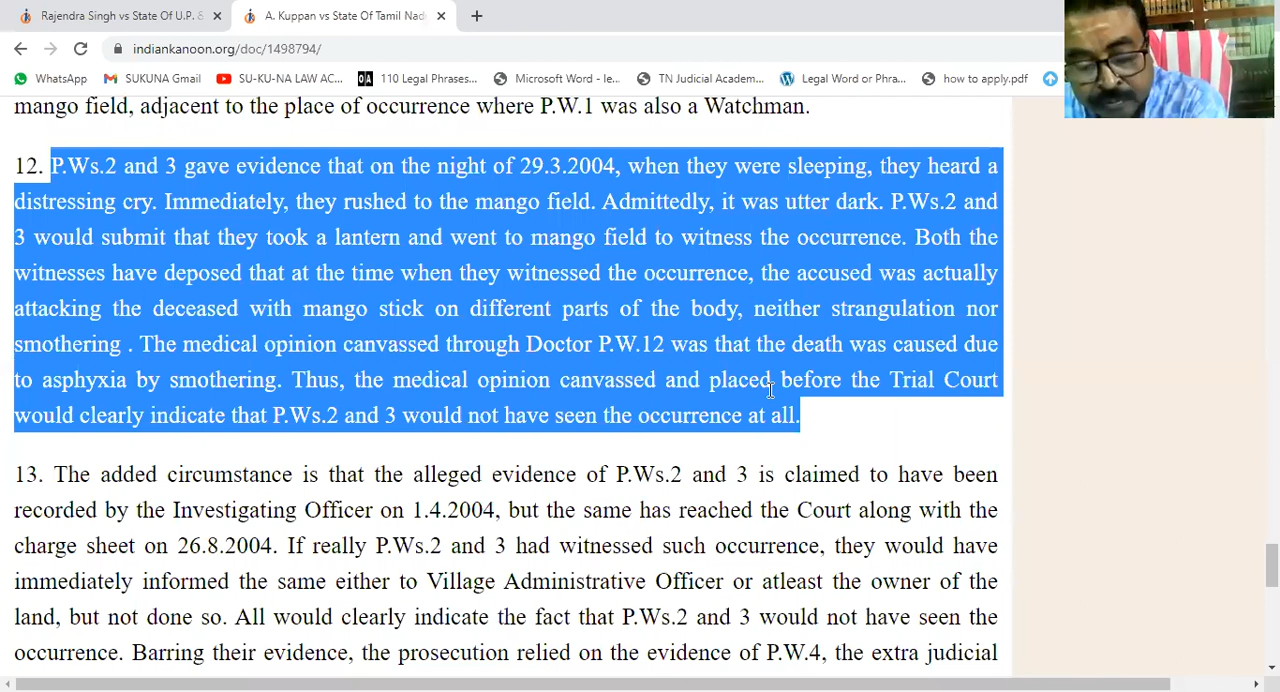 Rajendra Singh vs State Of U.P. &
A. Kuppan vs State Of Tamil Nad
indiankanoon.org/doc/1498794/
WhatsApp
SUKUNA Gmail
SU-KU-NA LAW AC...
OA
110 Legal Phrases...
Microsoft Word - le...
TN Judicial Academ...
Legal Word or Phra...
how to apply.pdf
mango field, adjacent to the place of occurrence where P.W.1 was also a Watchman.
12. P.Ws.2 and 3 gave evidence that on the night of 29.3.2004, when they were sleeping, they heard a
distressing cry. Immediately, they rushed to the mango field. Admittedly, it was utter dark. P.Ws.2 and
3 would submit that they took a lantern and went to mango field to witness the occurrence. Both the
witnesses have deposed that at the time when they witnessed the occurrence, the accused was actually
attacking the deceased with mango stick on different parts of the body, neither strangulation nor
smothering . The medical opinion canvassed through Doctor P.W.12 was that the death was caused due
to asphyxia by smothering. Thus, the medical opinion canvassed and placed before the Trial Court
would clearly indicate that P.Ws.2 and 3 would not have seen the occurrence at all.
13. The added circumstance is that the alleged evidence of P.Ws.2 and 3 is claimed to have been
recorded by the Investigating Officer on 1.4.2004, but the same has reached the Court along with the
charge sheet on 26.8.2004. If really P.Ws.2 and 3 had witnessed such occurrence, they would have
immediately informed the same either to Village Administrative Officer or atleast the owner of the
land, but not done so. All would clearly indicate the fact that P.Ws.2 and 3 would not have seen the
occurrence. Barring their evidence, the prosecution relied on the evidence of P.W.4, the extra judicial